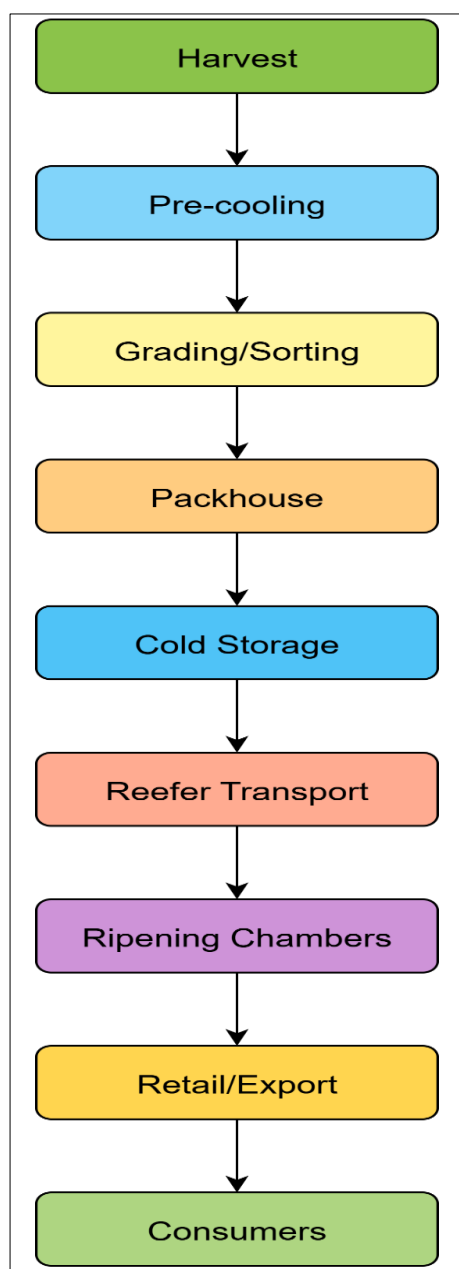 Harvest
Pre-cooling
Grading/Sorting
Packhouse
Cold Storage
Reefer Transport
Ripening Chambers
Retail/Export
Consumers